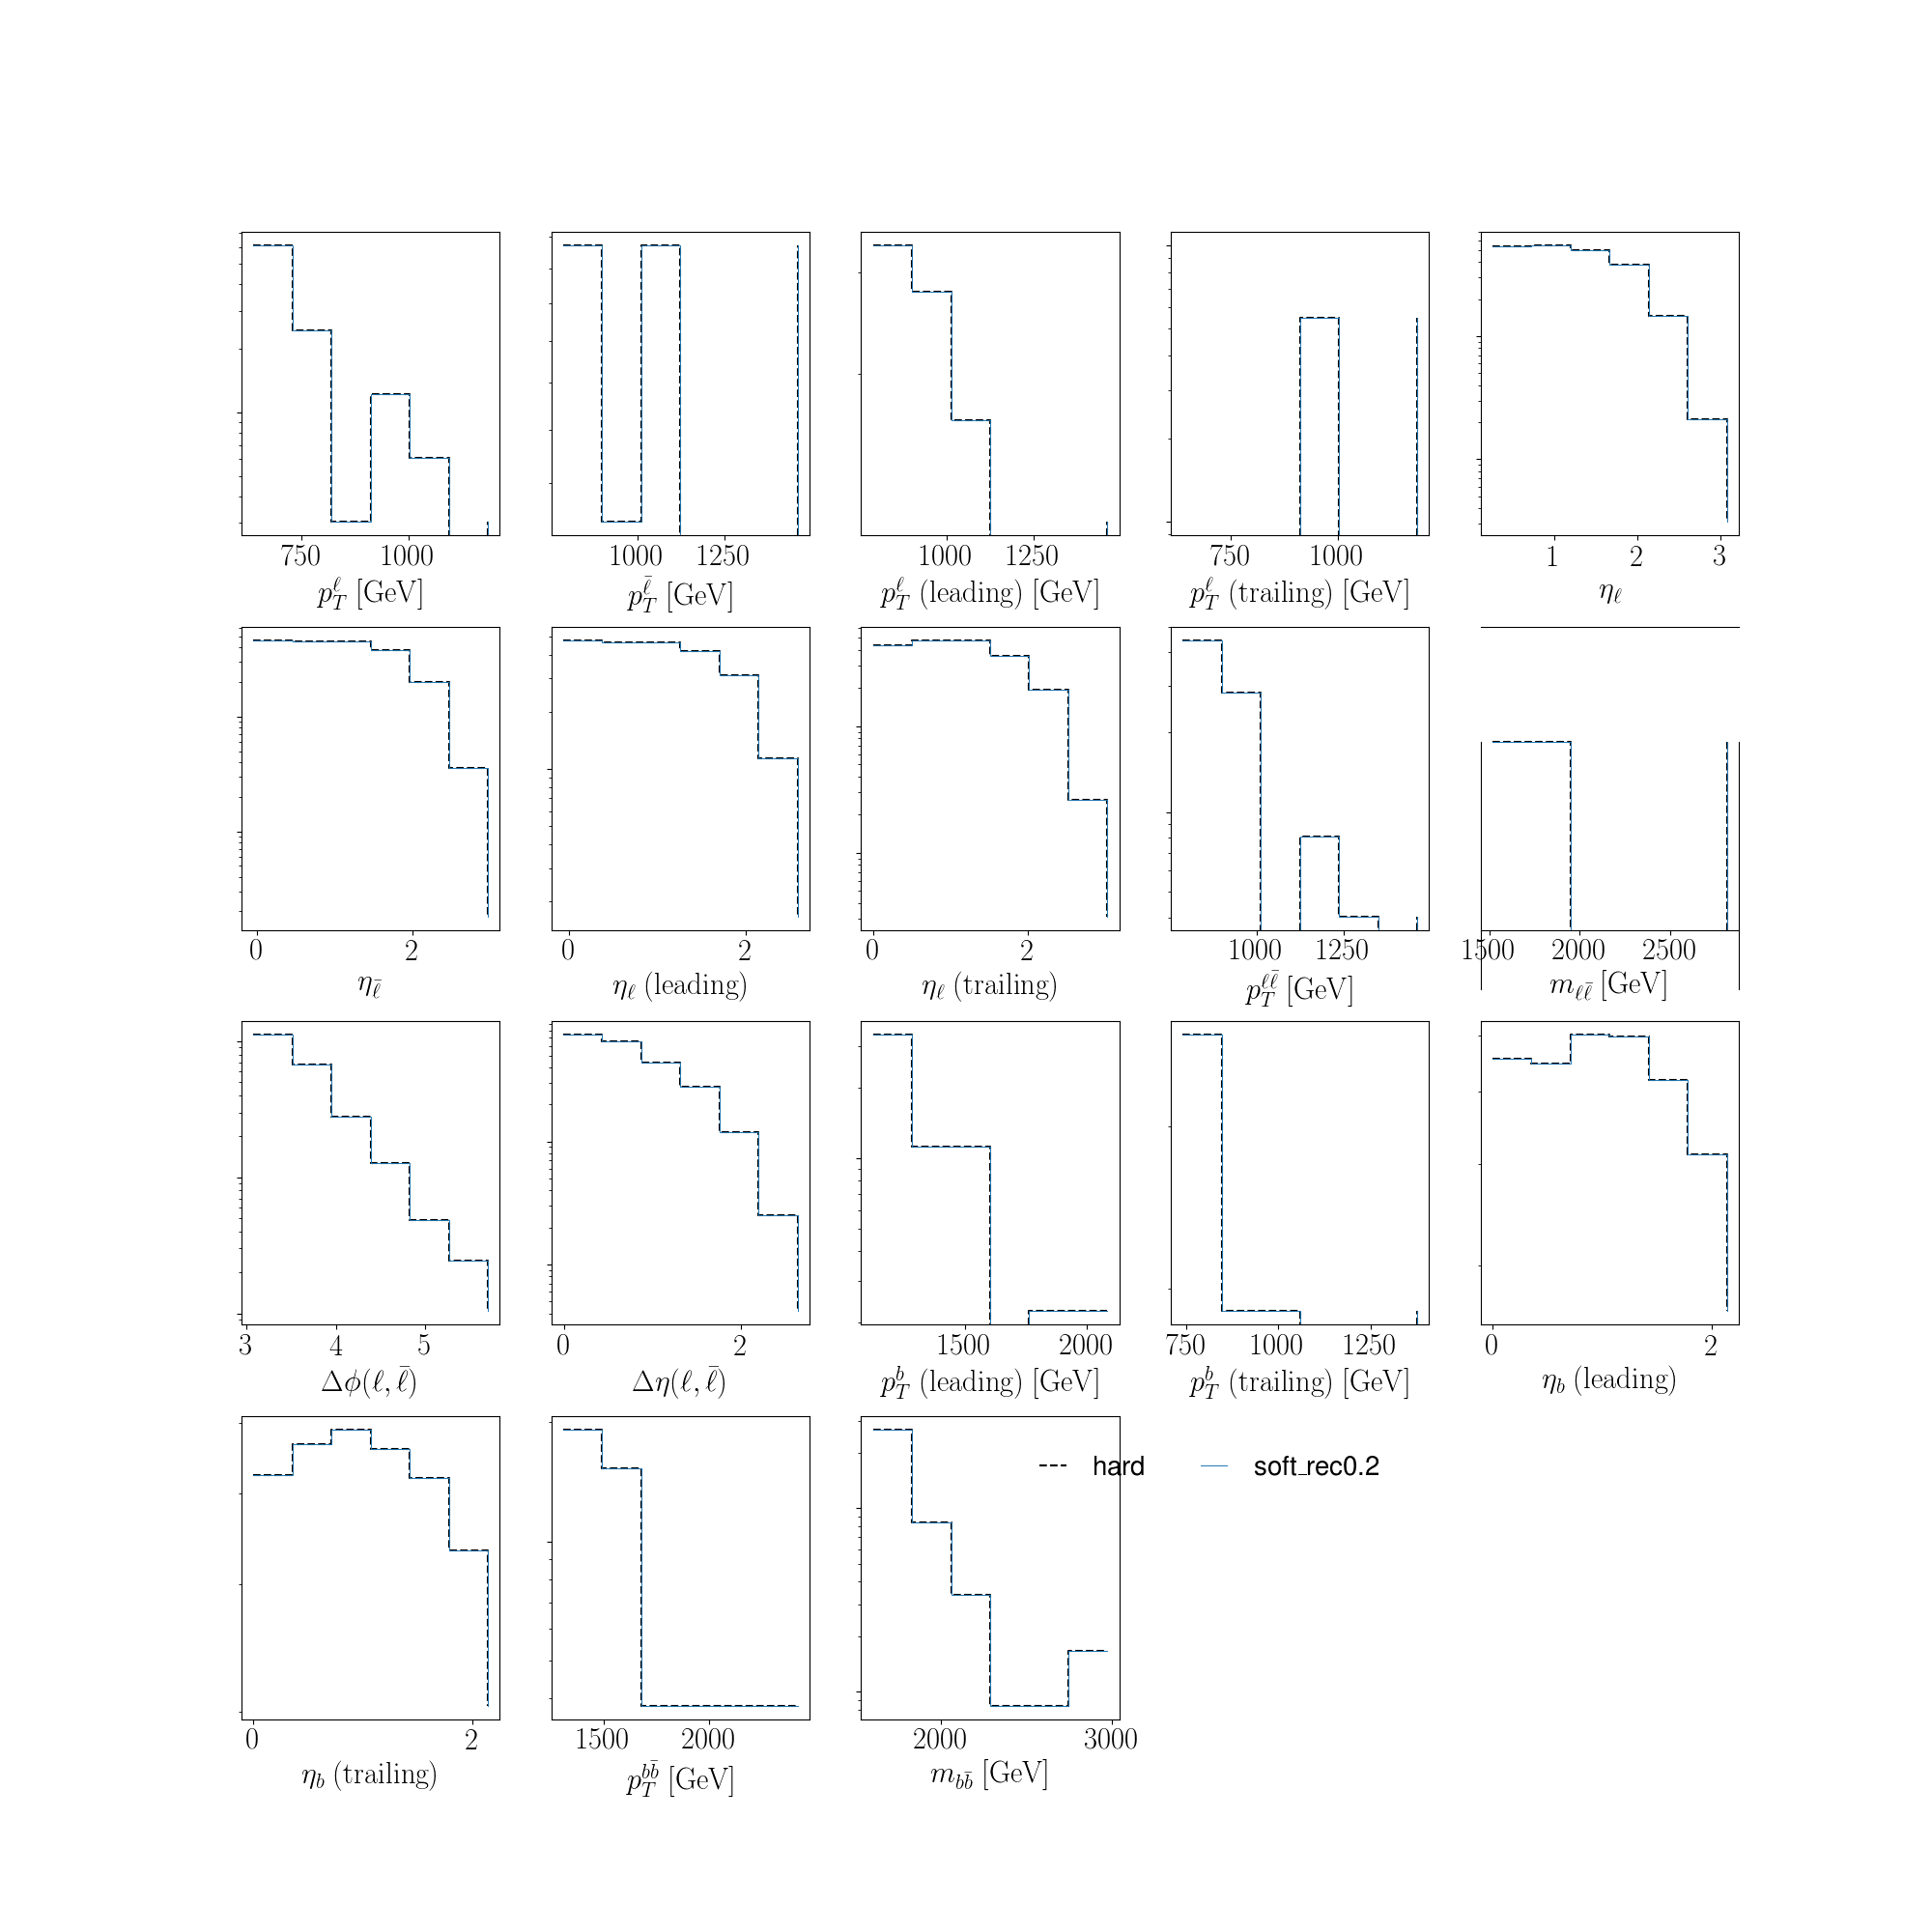 750 1000
1000 1250
1000 1250
750 1000
1 2 3
p_T^ℓ [GeV]
p_T^ℓ̄ [GeV]
p_T^ℓ (leading) [GeV]
p_T^ℓ (trailing) [GeV]
η_ℓ
0 2
0 2
0 2
1000 1250
1500 2000 2500
η_ℓ̄
η_ℓ (leading)
η_ℓ (trailing)
p_T^ℓℓ̄ [GeV]
m_ℓℓ̄ [GeV]
3 4 5
0 2
1500 2000
750 1000 1250
0 2
Δϕ(ℓ, ℓ̄)
Δη(ℓ, ℓ̄)
p_T^b (leading) [GeV]
p_T^b (trailing) [GeV]
η_b (leading)
hard
soft_rec0.2
0 2
1500 2000
2000 3000
η_b (trailing)
p_T^bb̄ [GeV]
m_bb̄ [GeV]